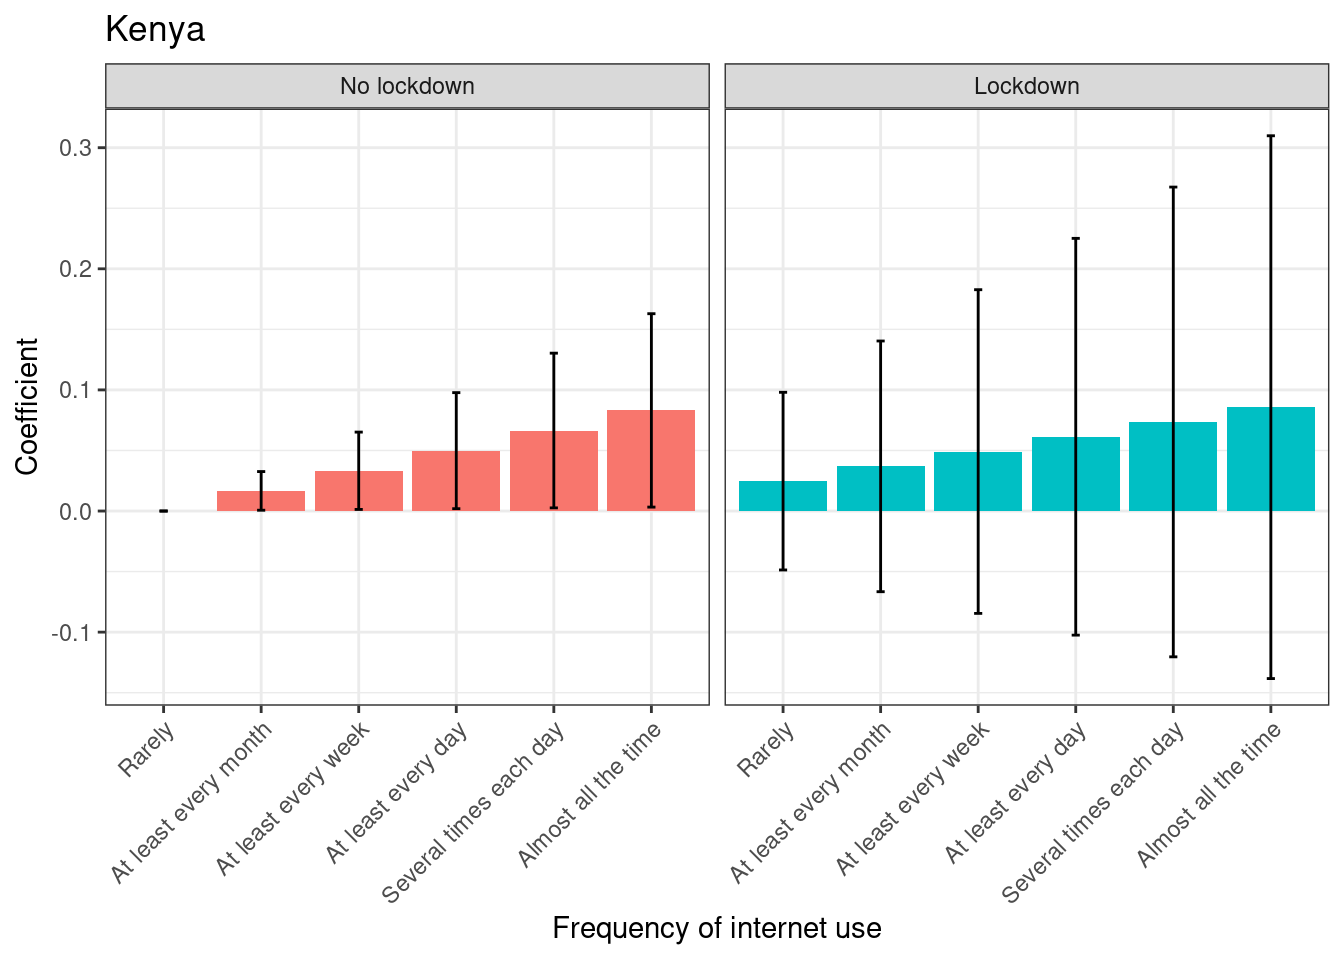 Kenya
No lockdown
Lockdown
Coefficient
0.3
0.2
0.1
0.0
-0.1
Rarely
At least every month
At least every week
At least every day
Several times each day
Almost all the time
Rarely
At least every month
At least every week
At least every day
Several times each day
Almost all the time
Frequency of internet use